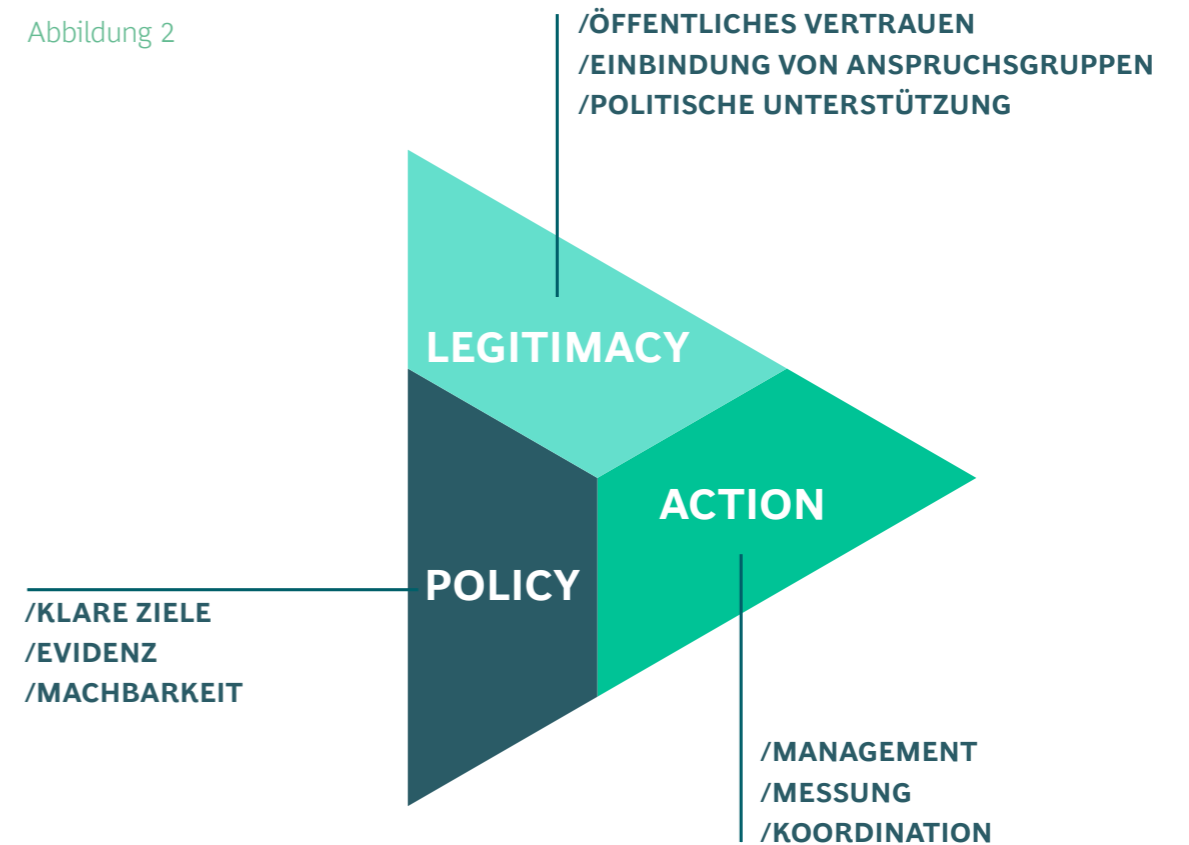 Abbildung 2
/ÖFFENTLICHES VERTRAUEN
/EINBINDUNG VON ANSPRUCHSGRUPPEN
/POLITISCHE UNTERSTÜTZUNG
LEGITIMACY
ACTION
POLICY
/KLARE ZIELE
/EVIDENZ
/MACHBARKEIT
/MANAGEMENT
/MESSUNG
/KOORDINATION